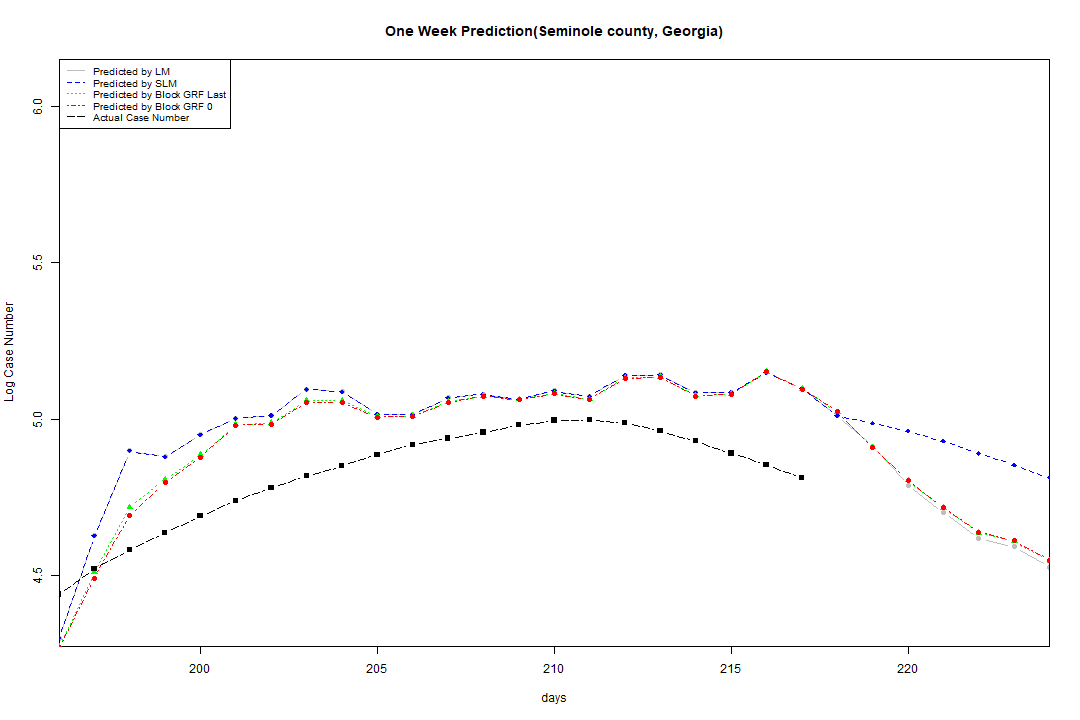 One Week Prediction(Seminole county, Georgia)
Predicted by LM
Predicted by SLM
Predicted by Block GRF Last
Predicted by Block GRF 0
Actual Case Number
6.0
5.5
5.0
4.5
Log Case Number
200 205 210 215 220
days